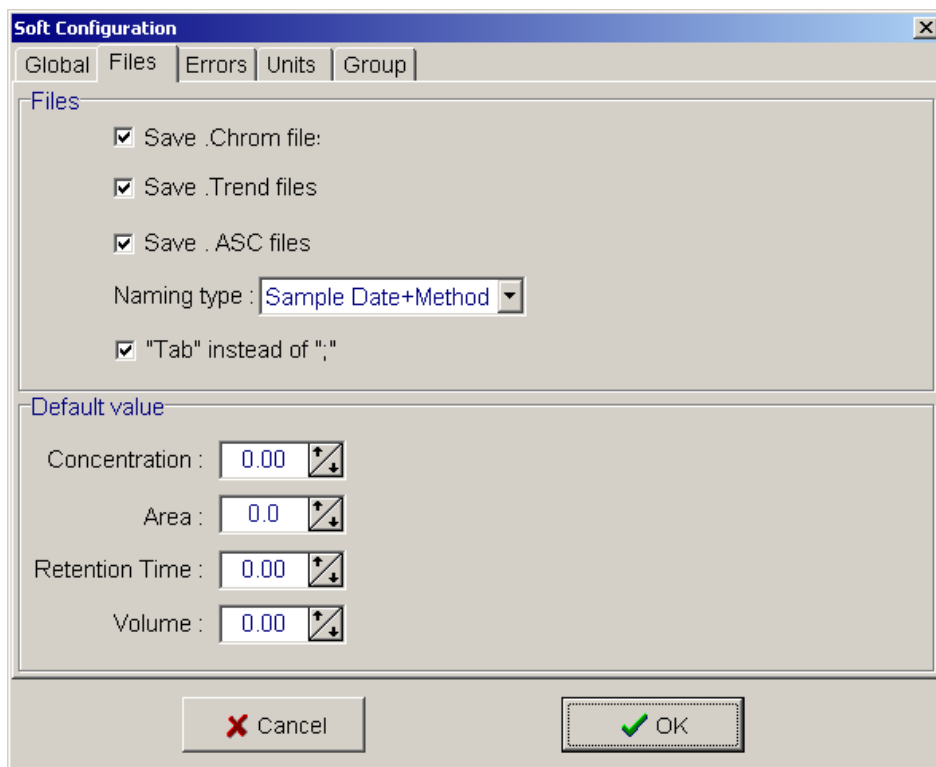 Soft Configuration
Global Files Errors Units Group
Files
Save .Chrom file:
Save .Trend files
Save . ASC files
Naming type : Sample Date+Method
"Tab" instead of ";"
Default value
Concentration : 0.00
Area : 0.0
Retention Time : 0.00
Volume : 0.00
Cancel OK